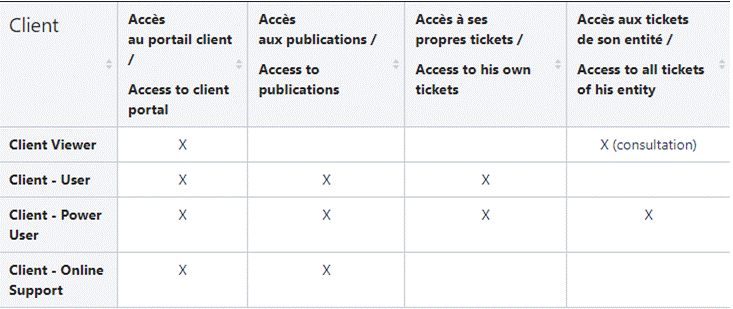 Client
Accès
au portail client
/
Access to client
portal
Accès
aux publications /
Access to
publications
Accès à ses
propres tickets /
Access to his own
tickets
Accès aux tickets
de son entité /
Access to all tickets
of his entity
Client Viewer
X
X (consultation)
Client - User
X
X
X
Client - Power
User
X
X
X
X
Client - Online
Support
X
X